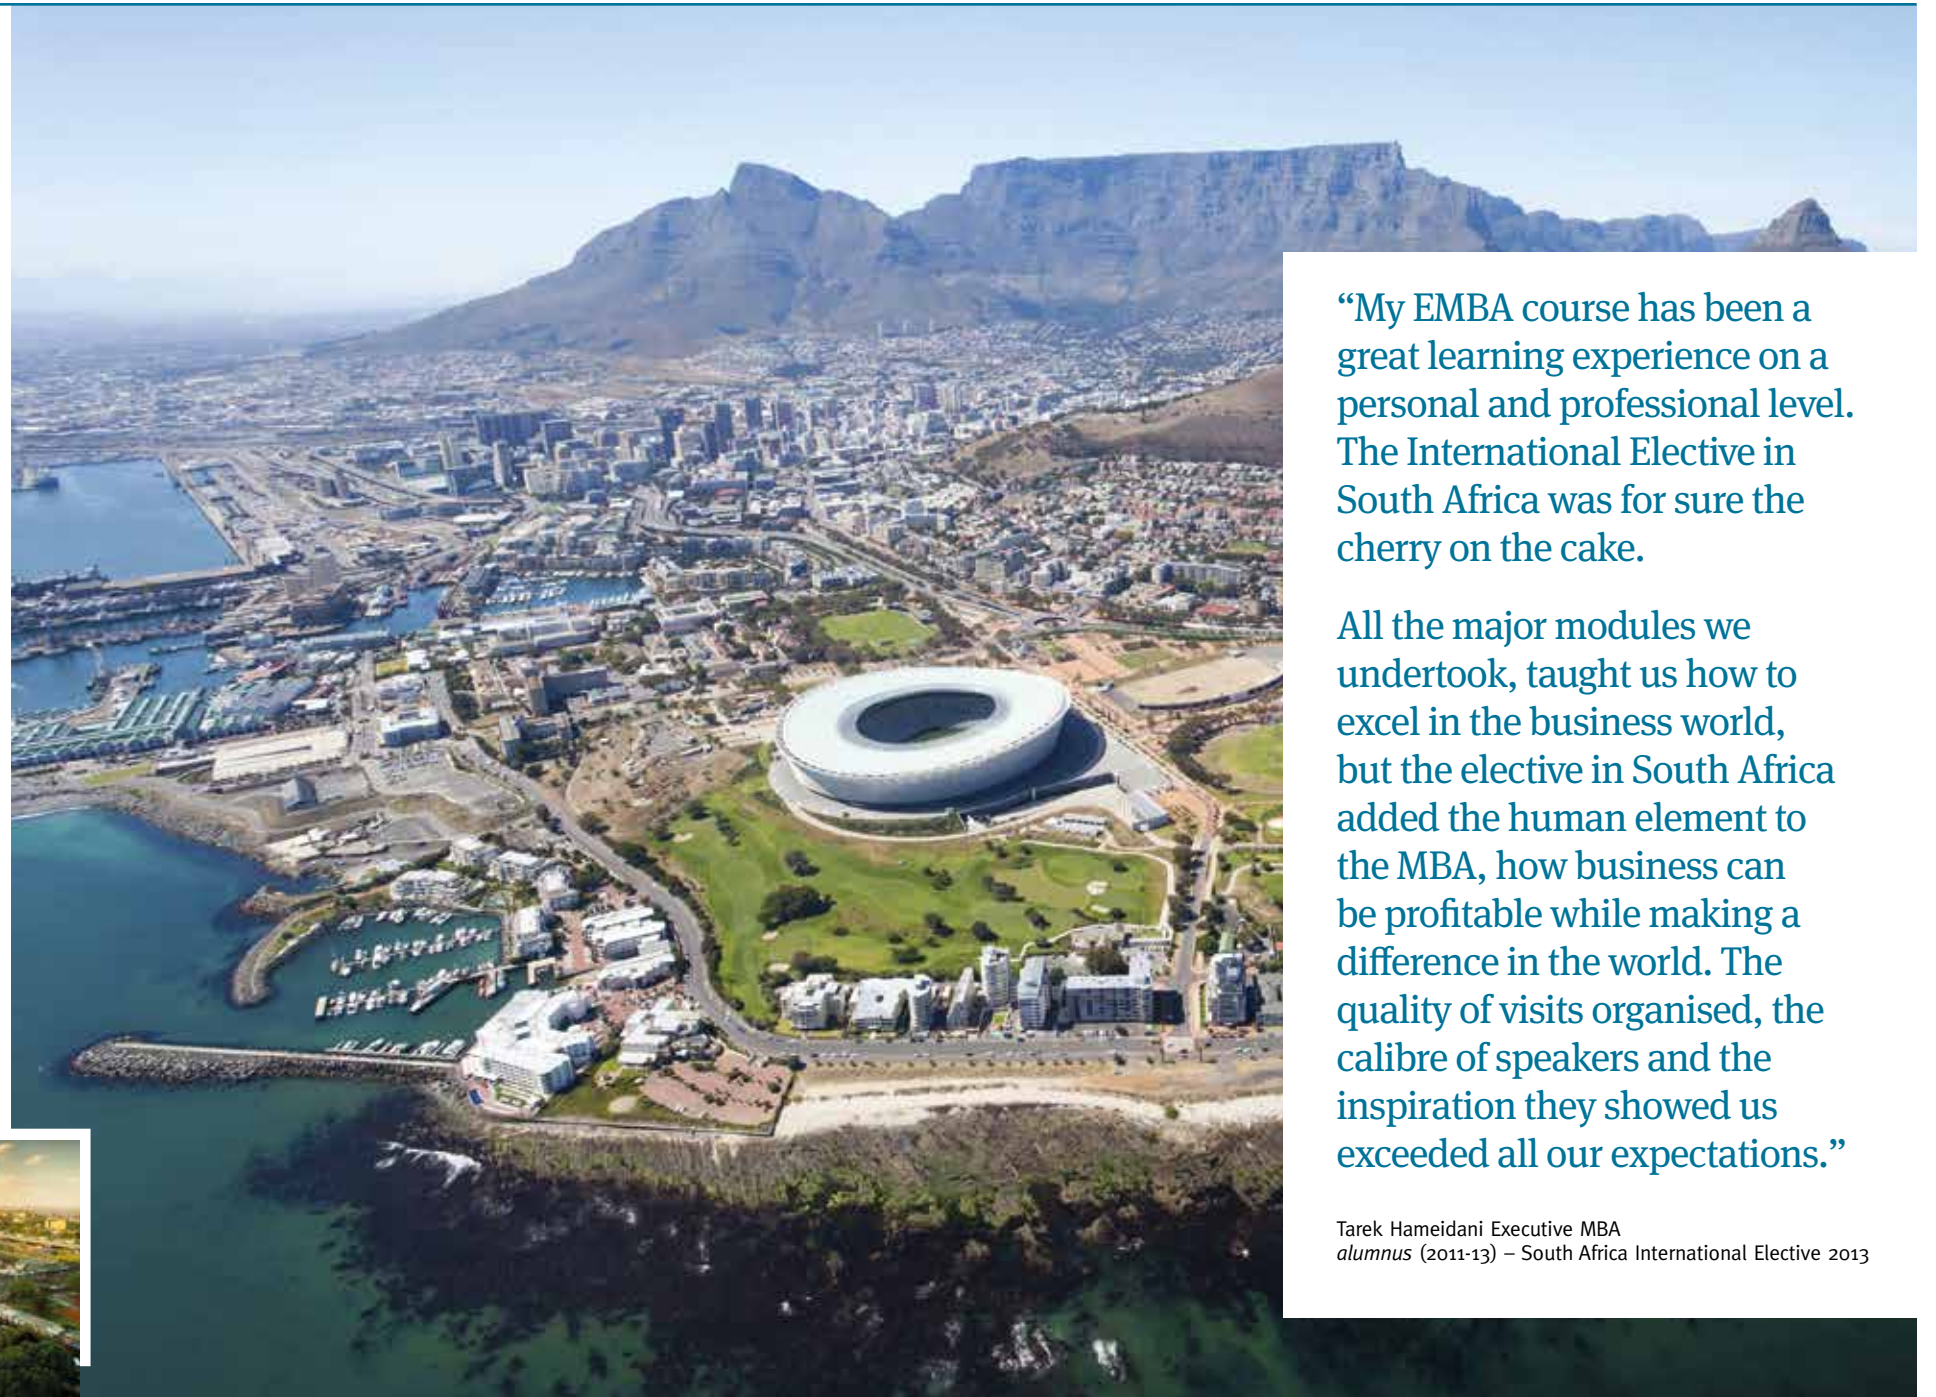 “My EMBA course has been a
great learning experience on a
personal and professional level.
The International Elective in
South Africa was for sure the
cherry on the cake.
All the major modules we
undertook, taught us how to
excel in the business world,
but the elective in South Africa
added the human element to
the MBA, how business can
be profitable while making a
difference in the world. The
quality of visits organised, the
calibre of speakers and the
inspiration they showed us
exceeded all our expectations.”
Tarek Hameidani Executive MBA
alumnus (2011-13) – South Africa International Elective 2013